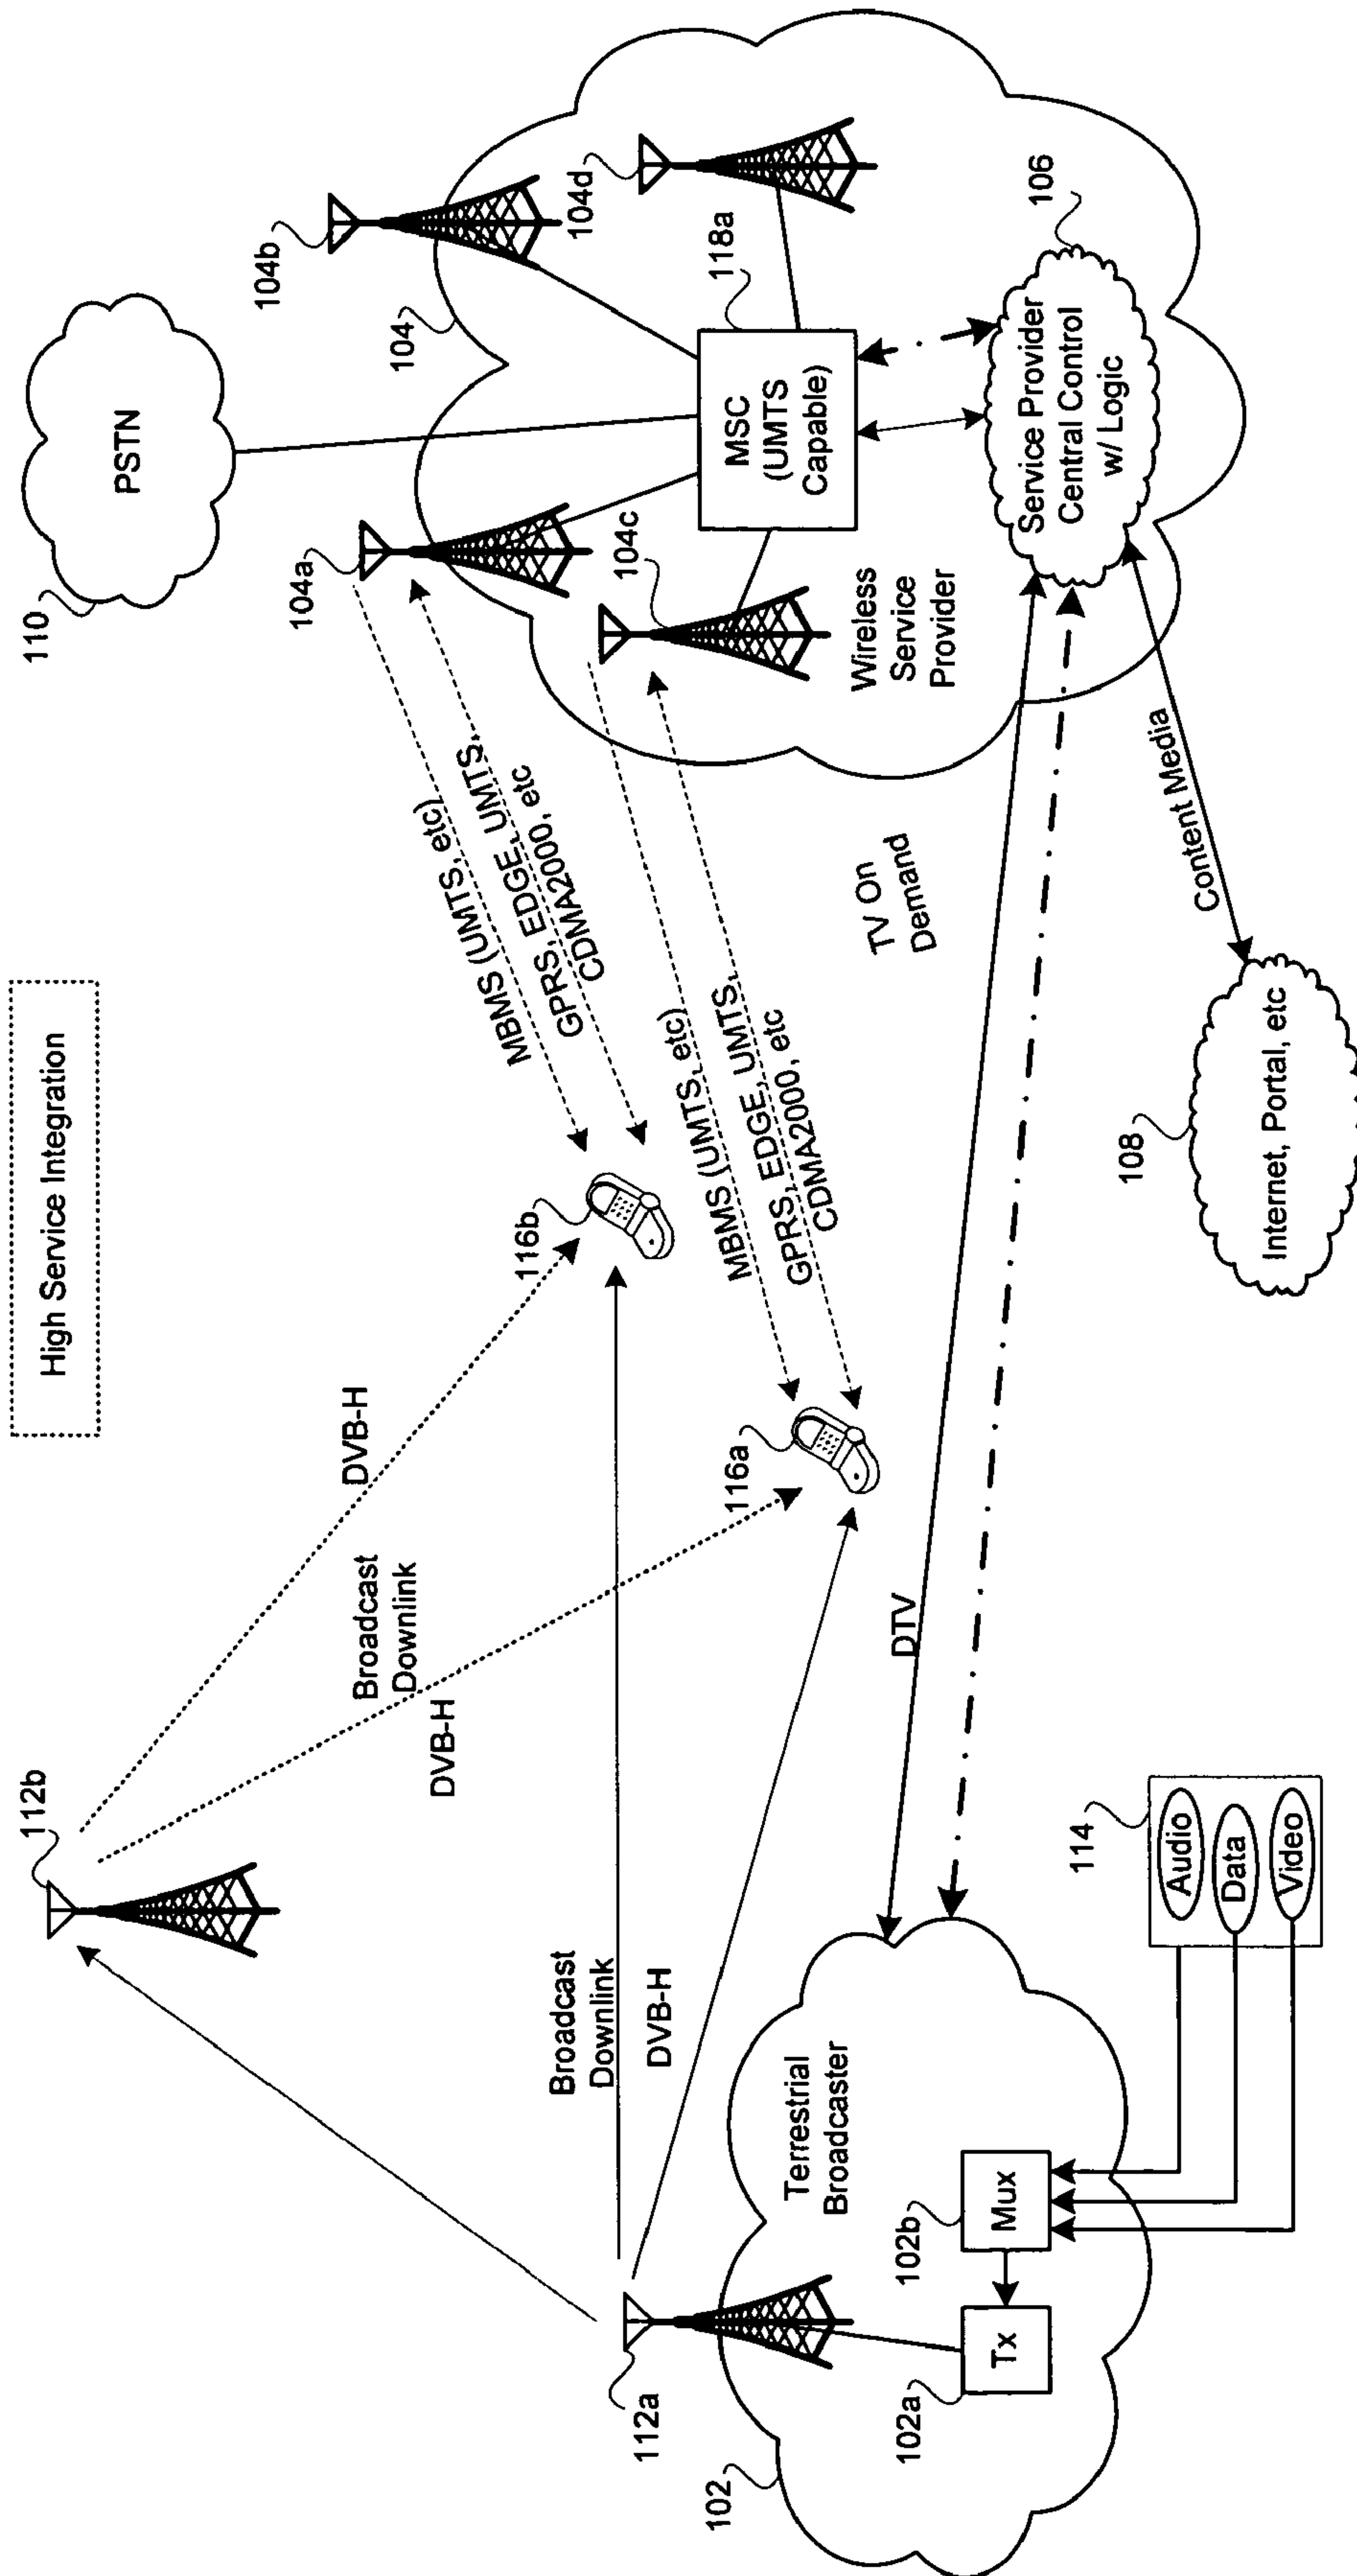 High Service Integration
110
PSTN
104b
104
104a
104d
118a
MSC
(UMTS
Capable)
104c
Wireless
Service
Provider
106
Service Provider
Central Control
w/ Logic
112b
DVB-H
Broadcast
Downlink
DVB-H
116b
MBMS (UMTS, etc)
GPRS, EDGE, UMTS,
CDMA2000, etc
116a
MBMS (UMTS, etc)
GPRS, EDGE, UMTS,
CDMA2000, etc
TV On
Demand
Broadcast
Downlink
DVB-H
112a
DTV
Content Media
108
Internet, Portal, etc
102
Terrestrial
Broadcaster
102a
Tx
102b
Mux
114
Audio
Data
Video